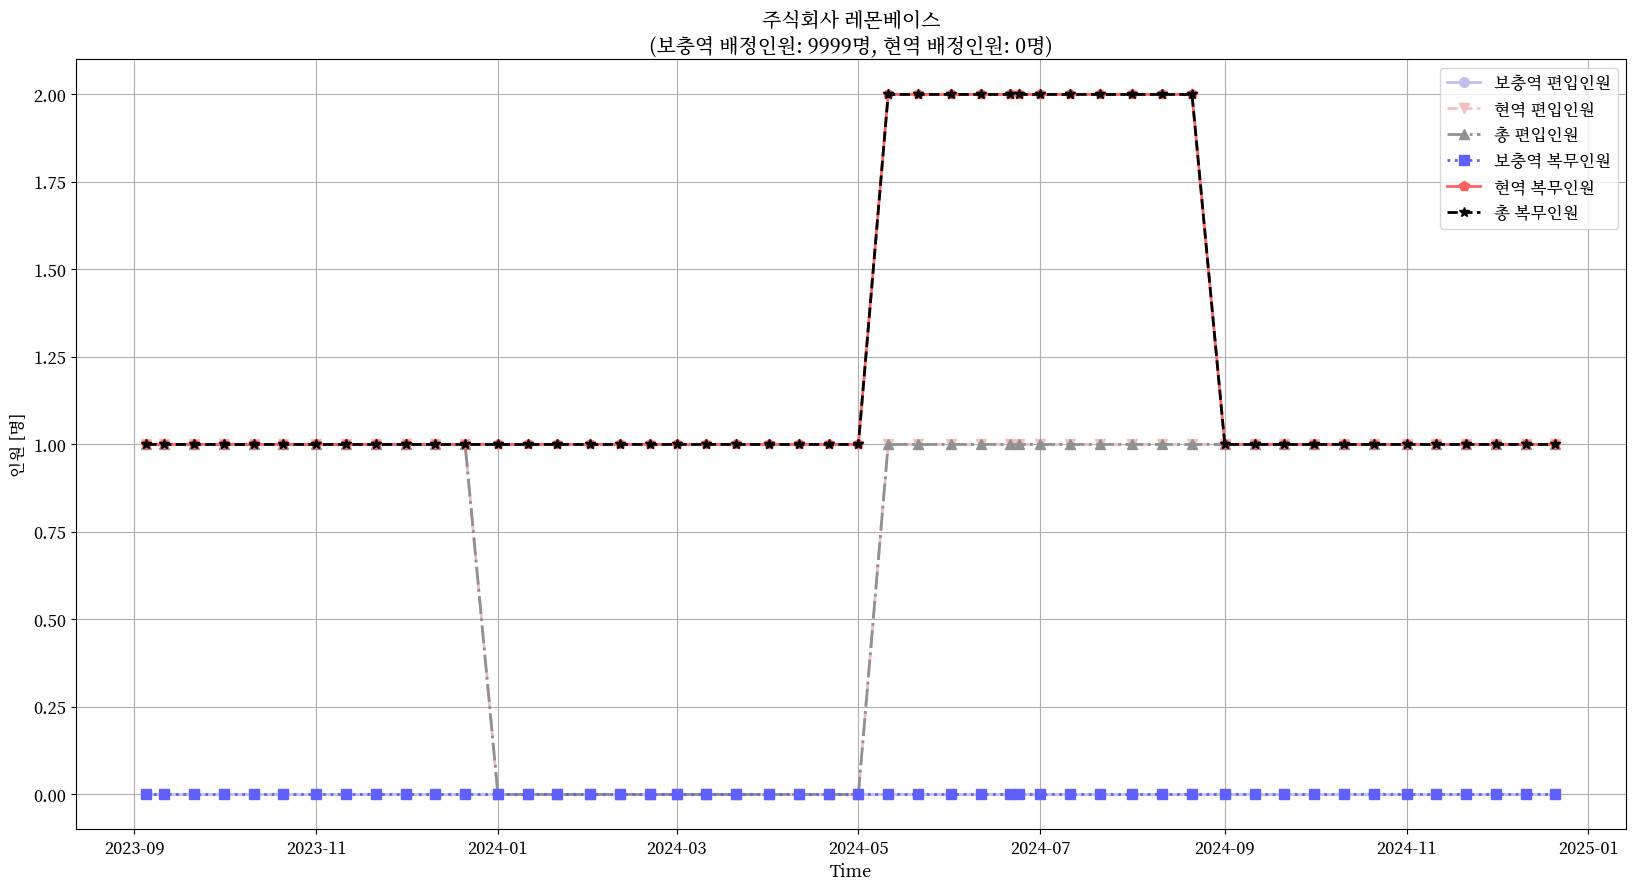 주식회사 레몬베이스
(보충역 배정인원: 9999명, 현역 배정인원: 0명)
보충역 편입인원
현역 편입인원
총 편입인원
보충역 복무인원
현역 복무인원
총 복무인원
인원 [명]
2.00
1.75
1.50
1.25
1.00
0.75
0.50
0.25
0.00
2023-09
2023-11
2024-01
2024-03
2024-05
2024-07
2024-09
2024-11
2025-01
Time